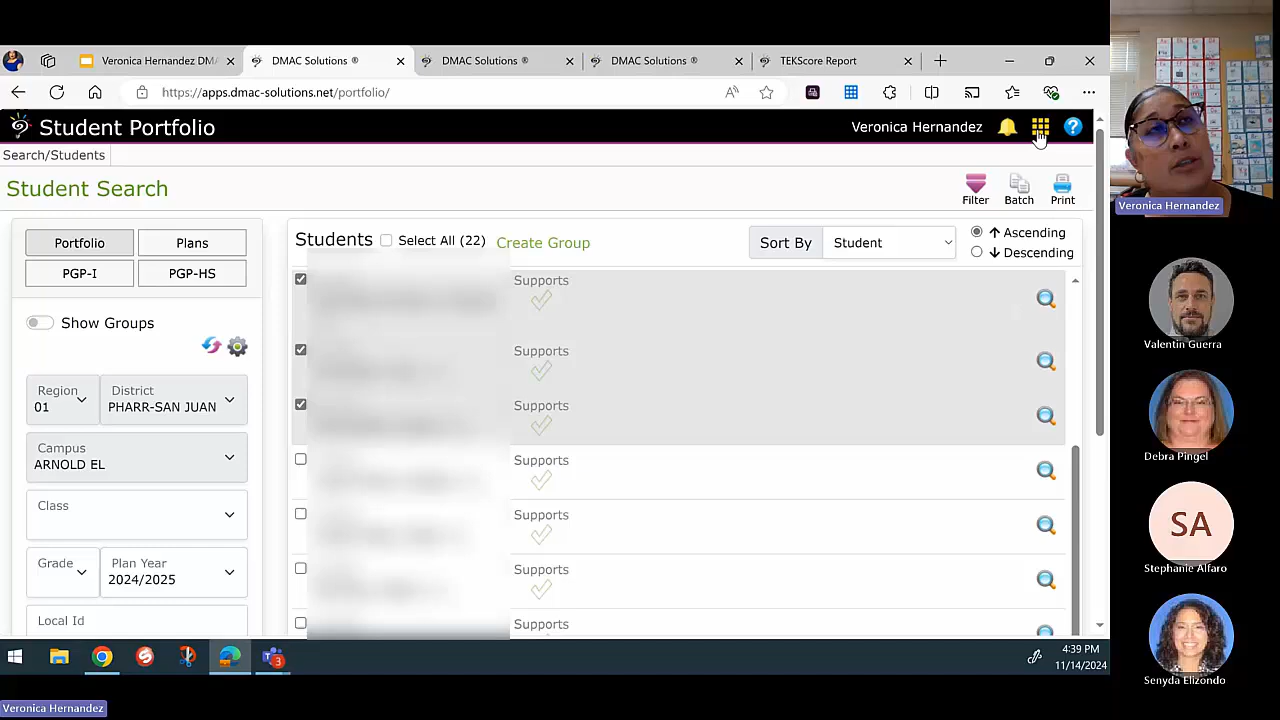 Veronica Hernandez DMA
DMAC Solutions ®
DMAC Solutions ®
DMAC Solutions ®
TEKScore Report
https://apps.dmac-solutions.net/portfolio/
Student Portfolio
Veronica Hernandez
Search/Students
Student Search
Filter
Batch
Print
Portfolio
Plans
PGP-I
PGP-HS
Show Groups
Region
01
District
PHARR-SAN JUAN
Campus
ARNOLD EL
Class
Grade
Plan Year
2024/2025
Local Id
Students
Select All (22)
Create Group
Sort By
Student
Ascending
Descending
Supports
Supports
Supports
Supports
Supports
Supports
Supports
4:39 PM
11/14/2024
3
Veronica Hernandez
Valentin Guerra
Debra Pingel
SA
Stephanie Alfaro
Senyda Elizondo
Veronica Hernandez